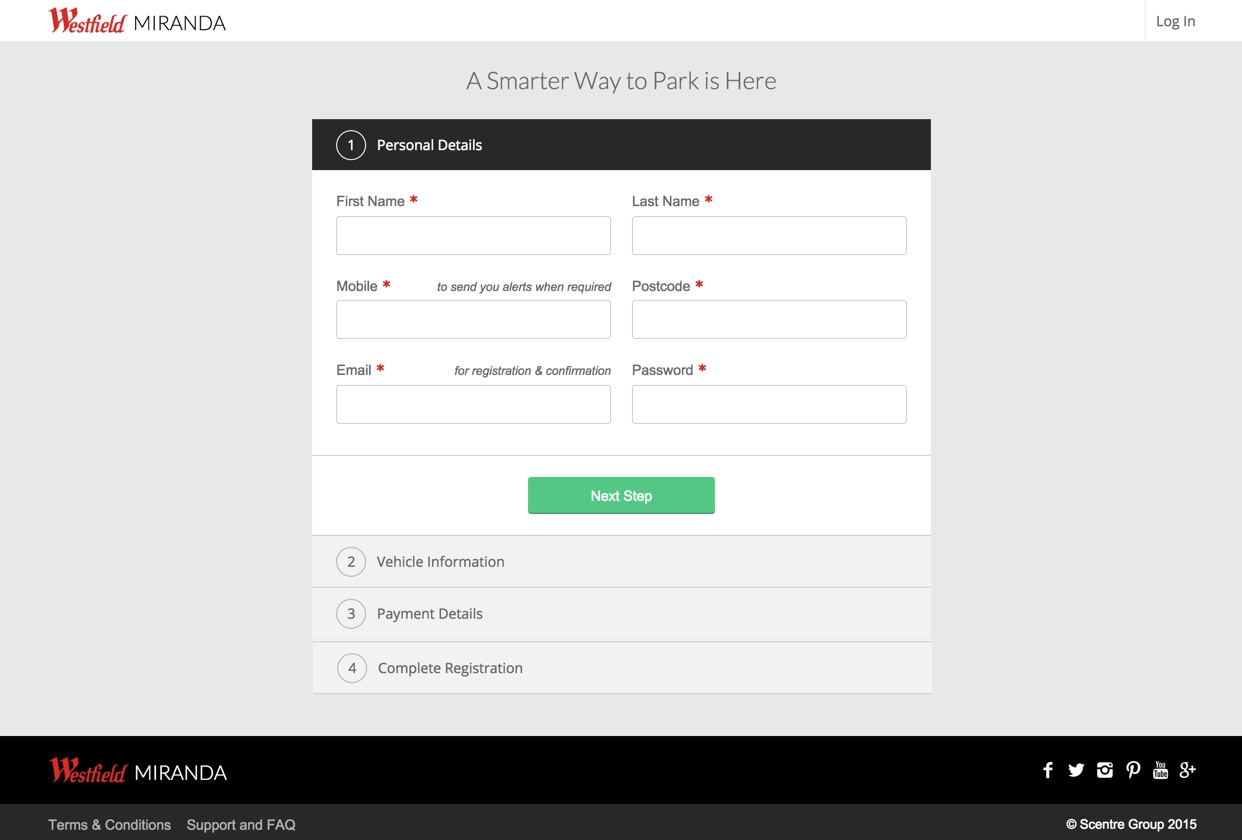 Westfield MIRANDA
Log In
A Smarter Way to Park is Here
1 Personal Details
First Name *
Last Name *
Mobile * to send you alerts when required
Postcode *
Email * for registration & confirmation
Password *
Next Step
2 Vehicle Information
3 Payment Details
4 Complete Registration
Westfield MIRANDA
You Tube
Terms & Conditions Support and FAQ
© Scentre Group 2015